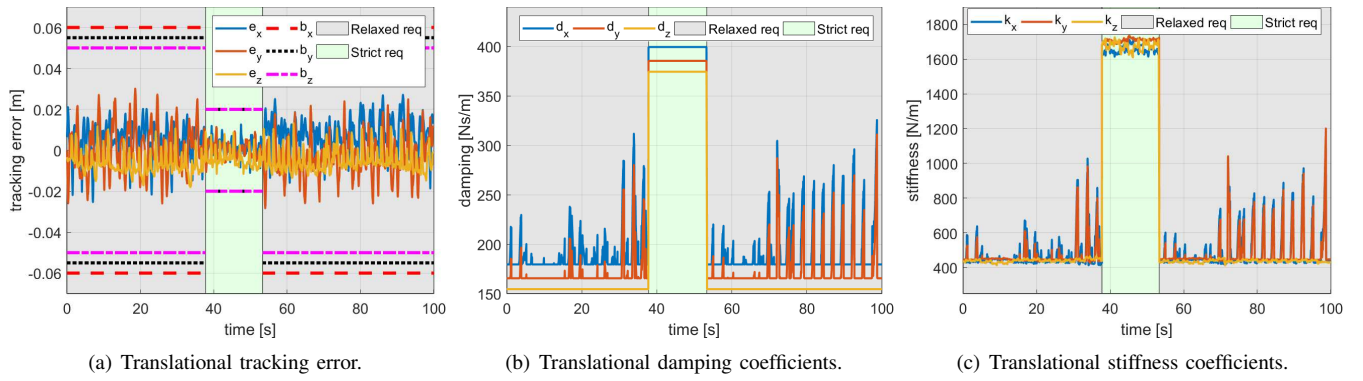 0.06
0.04
0.02
0
-0.02
-0.04
-0.06
tracking error [m]
e_x b_x Relaxed req
e_y b_y Strict req
e_z b_z
0 20 40 60 80 100
time [s]
(a) Translational tracking error.
400
350
300
250
200
150
damping [Ns/m]
d_x d_y d_z Relaxed req Strict req
0 20 40 60 80 100
time [s]
(b) Translational damping coefficients.
1800
1600
1400
1200
1000
800
600
400
stiffness [N/m]
k_x k_y k_z Relaxed req Strict req
0 20 40 60 80 100
time [s]
(c) Translational stiffness coefficients.